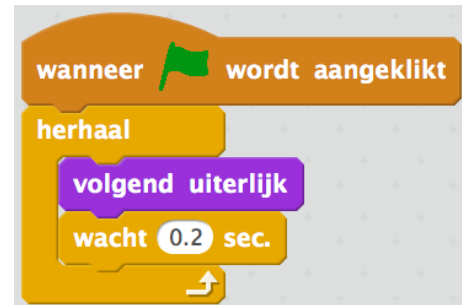 wanneer wordt aangeklikt
herhaal
volgend uiterlijk
wacht 0.2 sec.